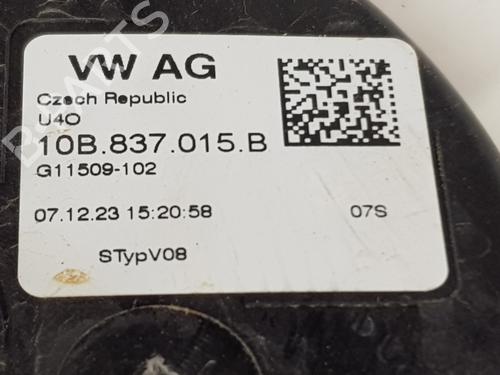 VW AG
Czech Republic
U4O
10B.837.015.B
G11509-102
07.12.23 15:20:58 07S
STypV08